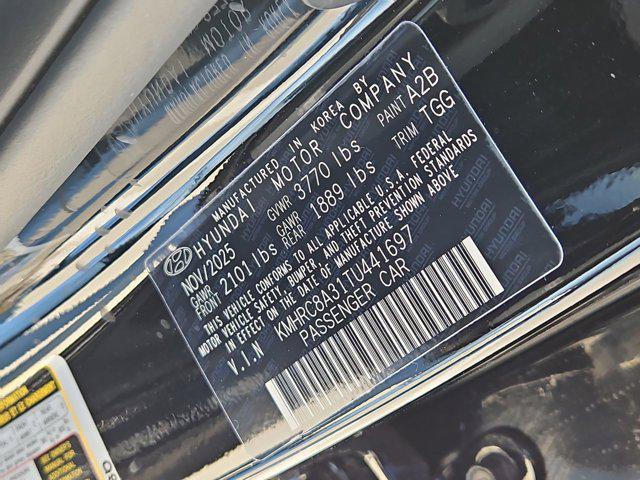 MANUFACTURED IN KOREA BY
HYUNDAI MOTOR COMPANY
NOV/2025 GVWR 3770 lbs PAINT A2B
GAWR FRONT 2101 lbs GAWR REAR 1889 lbs TRIM TGG
THIS VEHICLE CONFORMS TO ALL APPLICABLE U.S.A. FEDERAL
MOTOR VEHICLE SAFETY, BUMPER, AND THEFT PREVENTION STANDARDS
IN EFFECT ON THE DATE OF MANUFACTURE SHOWN ABOVE
V.I.N KMHRC8A31TU441697
PASSENGER CAR